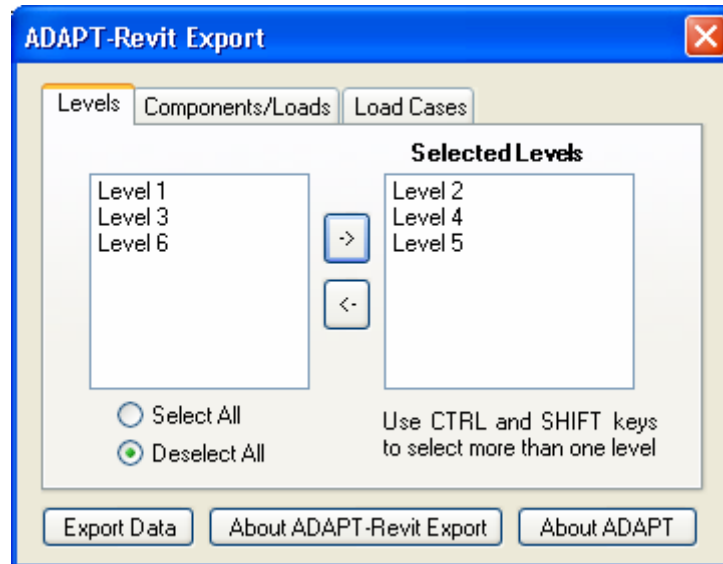 ADAPT-Revit Export
Levels Components/Loads Load Cases
Selected Levels
Level 1
Level 3
Level 6
->
<-
Level 2
Level 4
Level 5
Select All
Deselect All
Use CTRL and SHIFT keys
to select more than one level
Export Data About ADAPT-Revit Export About ADAPT